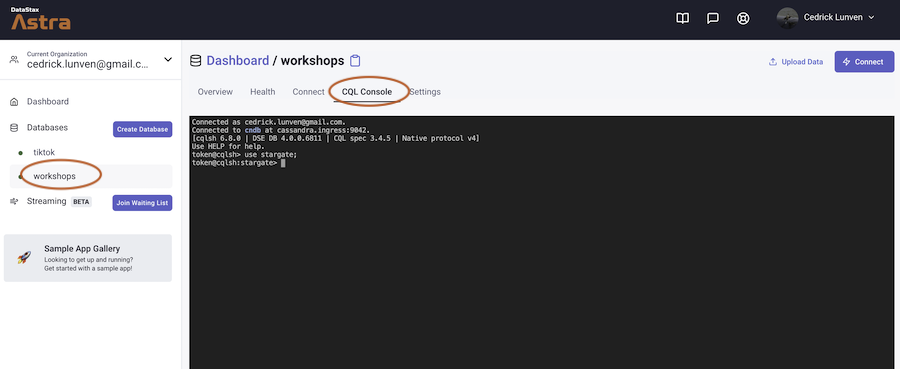 DataStax
Astra
Cedrick Lunven
Current Organization
cedrick.lunven@gmail.c...
Dashboard
Databases
Create Database
tiktok
workshops
Streaming BETA
Join Waiting List
Sample App Gallery
Looking to get up and running?
Get started with a sample app!
Dashboard / workshops
Upload Data
Connect
Overview Health Connect CQL Console Settings
Connected as cedrick.lunven@gmail.com.
Connected to cndb at cassandra.ingress:9042.
[cqlsh 6.8.0 | DSE DB 4.0.0.6811 | CQL spec 3.4.5 | Native protocol v4]
Use HELP for help.
token@cqlsh> use stargate;
token@cqlsh:stargate>